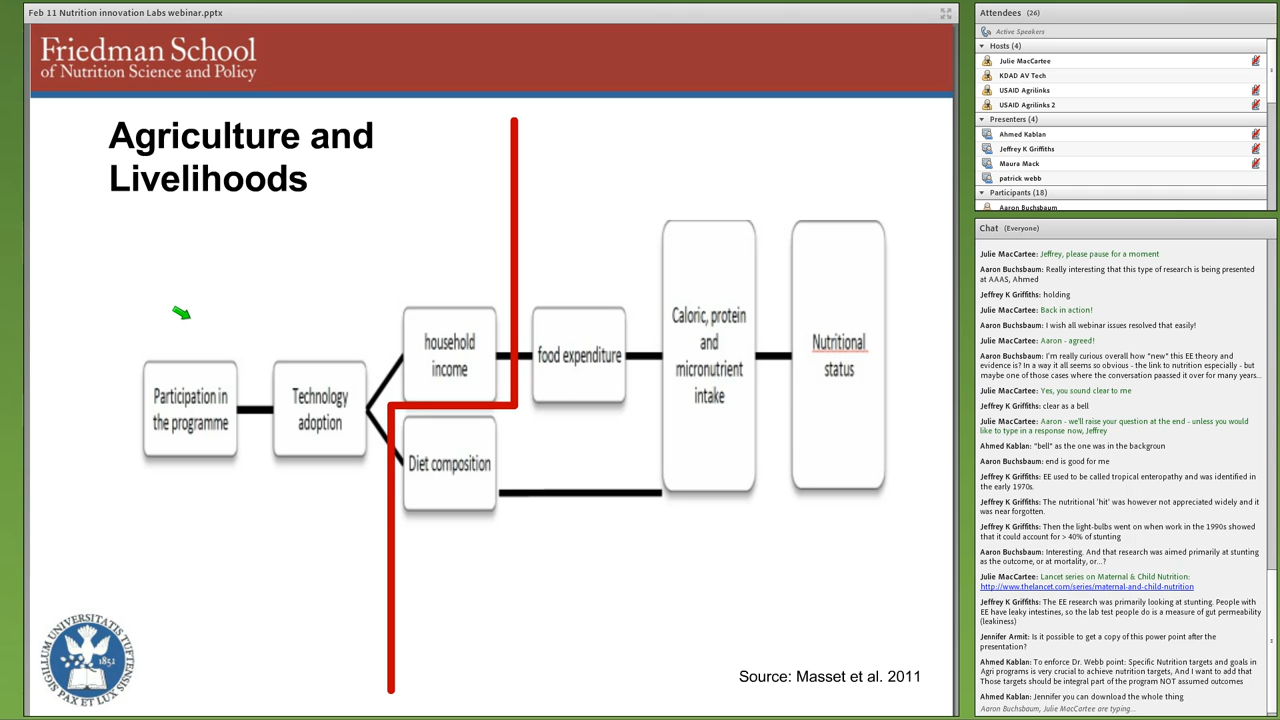 Feb 11 Nutrition innovation Labs webinar.pptx
Friedman School
of Nutrition Science and Policy
Agriculture and
Livelihoods
Participation in
the programme
Technology
adoption
household
income
Diet composition
food expenditure
Caloric, protein
and
micronutrient
intake
Nutritional
status
1852
Source: Masset et al. 2011
Attendees (26)
Active Speakers
Hosts (4)
Julie MacCartee
KDAD AV Tech
USAID Agrilinks
USAID Agrilinks 2
Presenters (4)
Ahmed Kablan
Jeffrey K Griffiths
Maura Mack
patrick webb
Participants (18)
Aaron Buchsbaum
Chat (Everyone)
Julie MacCartee: Jeffrey, please pause for a moment
Aaron Buchsbaum: Really interesting that this type of research is being presented
at AAAS, Ahmed
Jeffrey K Griffiths: holding
Julie MacCartee: Back in action!
Aaron Buchsbaum: I wish all webinar issues resolved that easily!
Julie MacCartee: Aaron - agreed!
Aaron Buchsbaum: I'm really curious overall how "new" this EE theory and
evidence is? In a way it all seems so obvious - the link to nutrition especially - but
maybe one of those cases where the conversation paassed it over for many years...
Julie MacCartee: Yes, you sound clear to me
Jeffrey K Griffiths: clear as a bell
Julie MacCartee: Aaron - we'll raise your question at the end - unless you would
like to type in a response now, Jeffrey
Ahmed Kablan: "bell" as the one was in the backgroun
Aaron Buchsbaum: end is good for me
Jeffrey K Griffiths: EE used to be called tropical enteropathy and was identified in
the early 1970s.
Jeffrey K Griffiths: The nutritional 'hit' was however not appreciated widely and it
was near forgotten.
Jeffrey K Griffiths: Then the light-bulbs went on when work in the 1990s showed
that it could account for > 40% of stunting
Aaron Buchsbaum: Interesting. And that research was aimed primarily at stunting
as the outcome, or at mortality, or...?
Julie MacCartee: Lancet series on Maternal & Child Nutrition:
http://www.thelancet.com/series/maternal-and-child-nutrition
Jeffrey K Griffiths: The EE research was primarily looking at stunting. People with
EE have leaky intestines, so the lab test people do is a measure of gut permeability
(leakiness)
Jennifer Armit: Is it possible to get a copy of this power point after the
presentation?
Ahmed Kablan: To enforce Dr. Webb point: Specific Nutrition targets and goals in
Agri programs is very crucial to achieve nutrition targets, And I want to add that
Those targets should be integral part of the program NOT assumed outcomes
Ahmed Kablan: Jennifer you can download the whole thing
Aaron Buchsbaum, Julie MacCartee are typing...